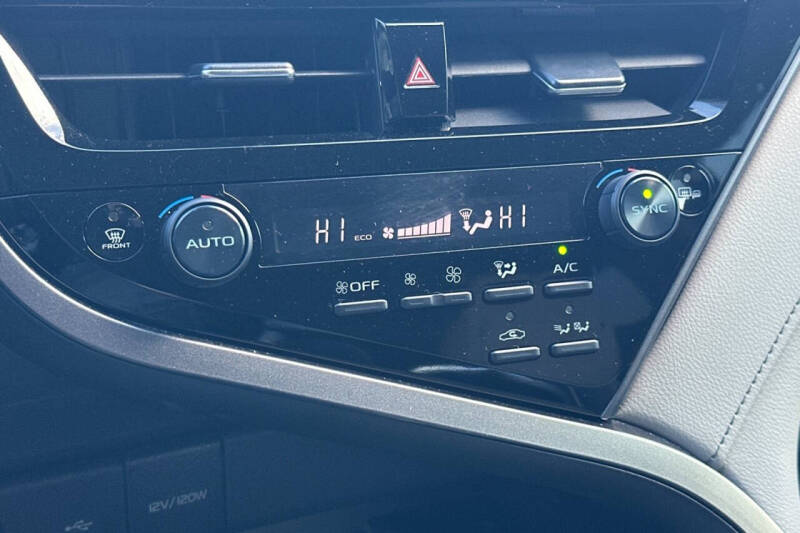 HI ECO HI
FRONT
AUTO
SYNC
OFF
A/C
12V/120W